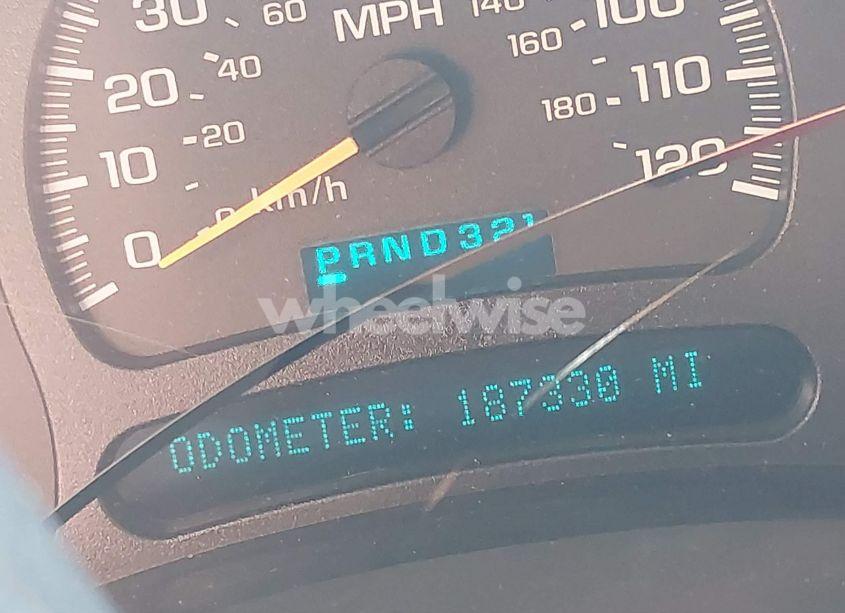 30 60 MPH 140 100
20 40 160 110
10 20 180 120
0 0 km/h
PRND321
wheelwise
ODOMETER: 187330 MI